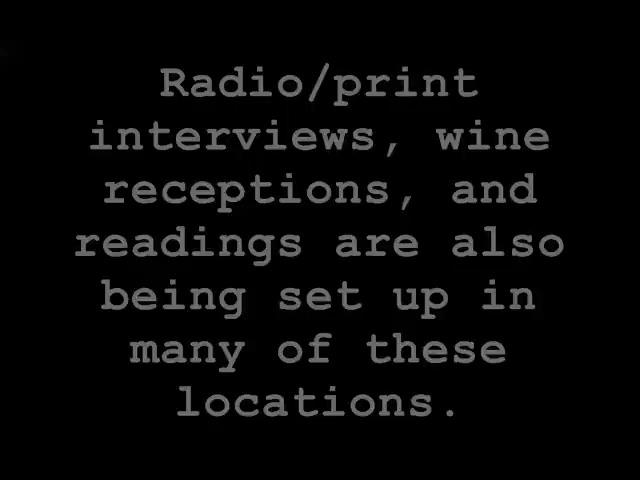 Radio/print
interviews, wine
receptions, and
readings are also
being set up in
many of these
locations.